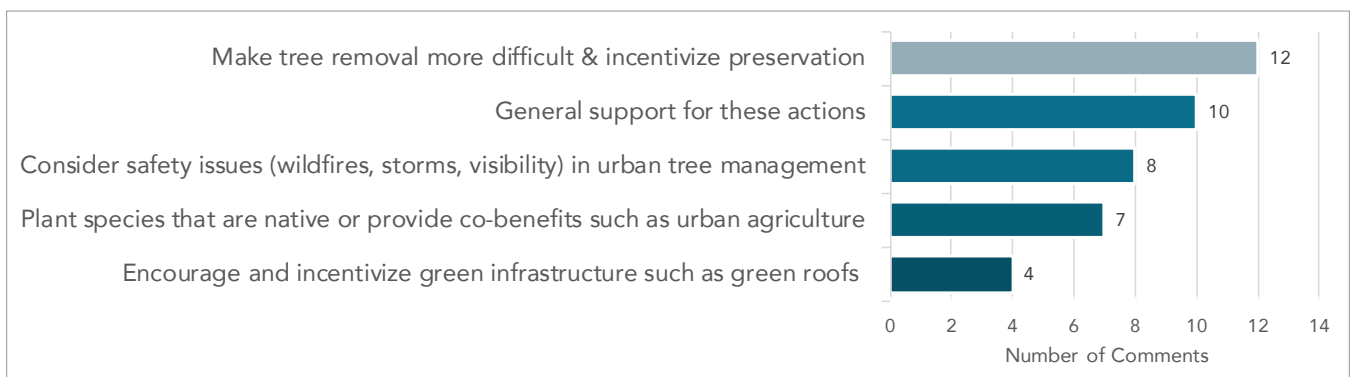 Make tree removal more difficult & incentivize preservation
12
General support for these actions
10
Consider safety issues (wildfires, storms, visibility) in urban tree management
8
Plant species that are native or provide co-benefits such as urban agriculture
7
Encourage and incentivize green infrastructure such as green roofs
4
0 2 4 6 8 10 12 14
Number of Comments